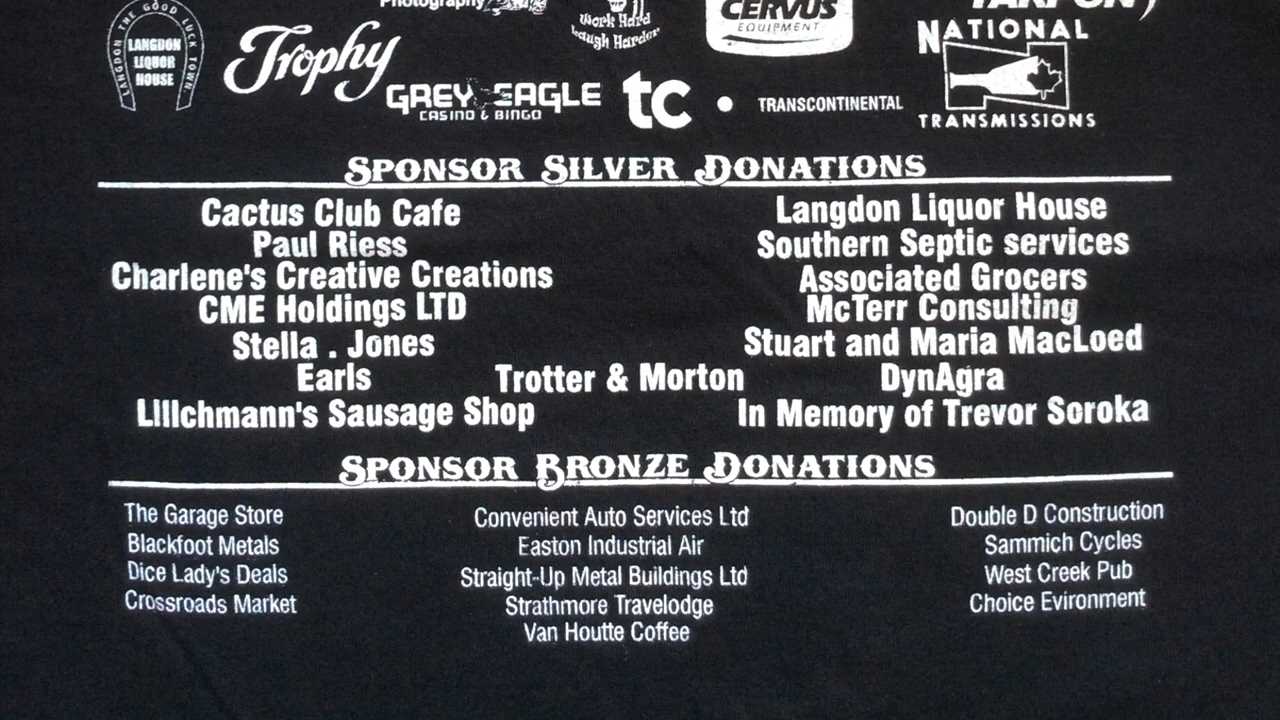 Photography
Work Hard
Laugh Harder
CERVUS
EQUIPMENT
LANGDON THE GOOD LUCK TOWN
LANGDON
LIQUOR
HOUSE
Trophy
GREY EAGLE
CASINO & BINGO
tc • TRANSCONTINENTAL
NATIONAL
TRANSMISSIONS
SPONSOR SILVER DONATIONS
Cactus Club Cafe
Langdon Liquor House
Paul Riess
Southern Septic services
Charlene's Creative Creations
Associated Grocers
CME Holdings LTD
McTerr Consulting
Stella . Jones
Stuart and Maria MacLoed
Earls Trotter & Morton DynAgra
LIlIchmann's Sausage Shop
In Memory of Trevor Soroka
SPONSOR BRONZE DONATIONS
The Garage Store
Blackfoot Metals
Dice Lady's Deals
Crossroads Market
Convenient Auto Services Ltd
Easton Industrial Air
Straight-Up Metal Buildings Ltd
Strathmore Travelodge
Van Houtte Coffee
Double D Construction
Sammich Cycles
West Creek Pub
Choice Evironment